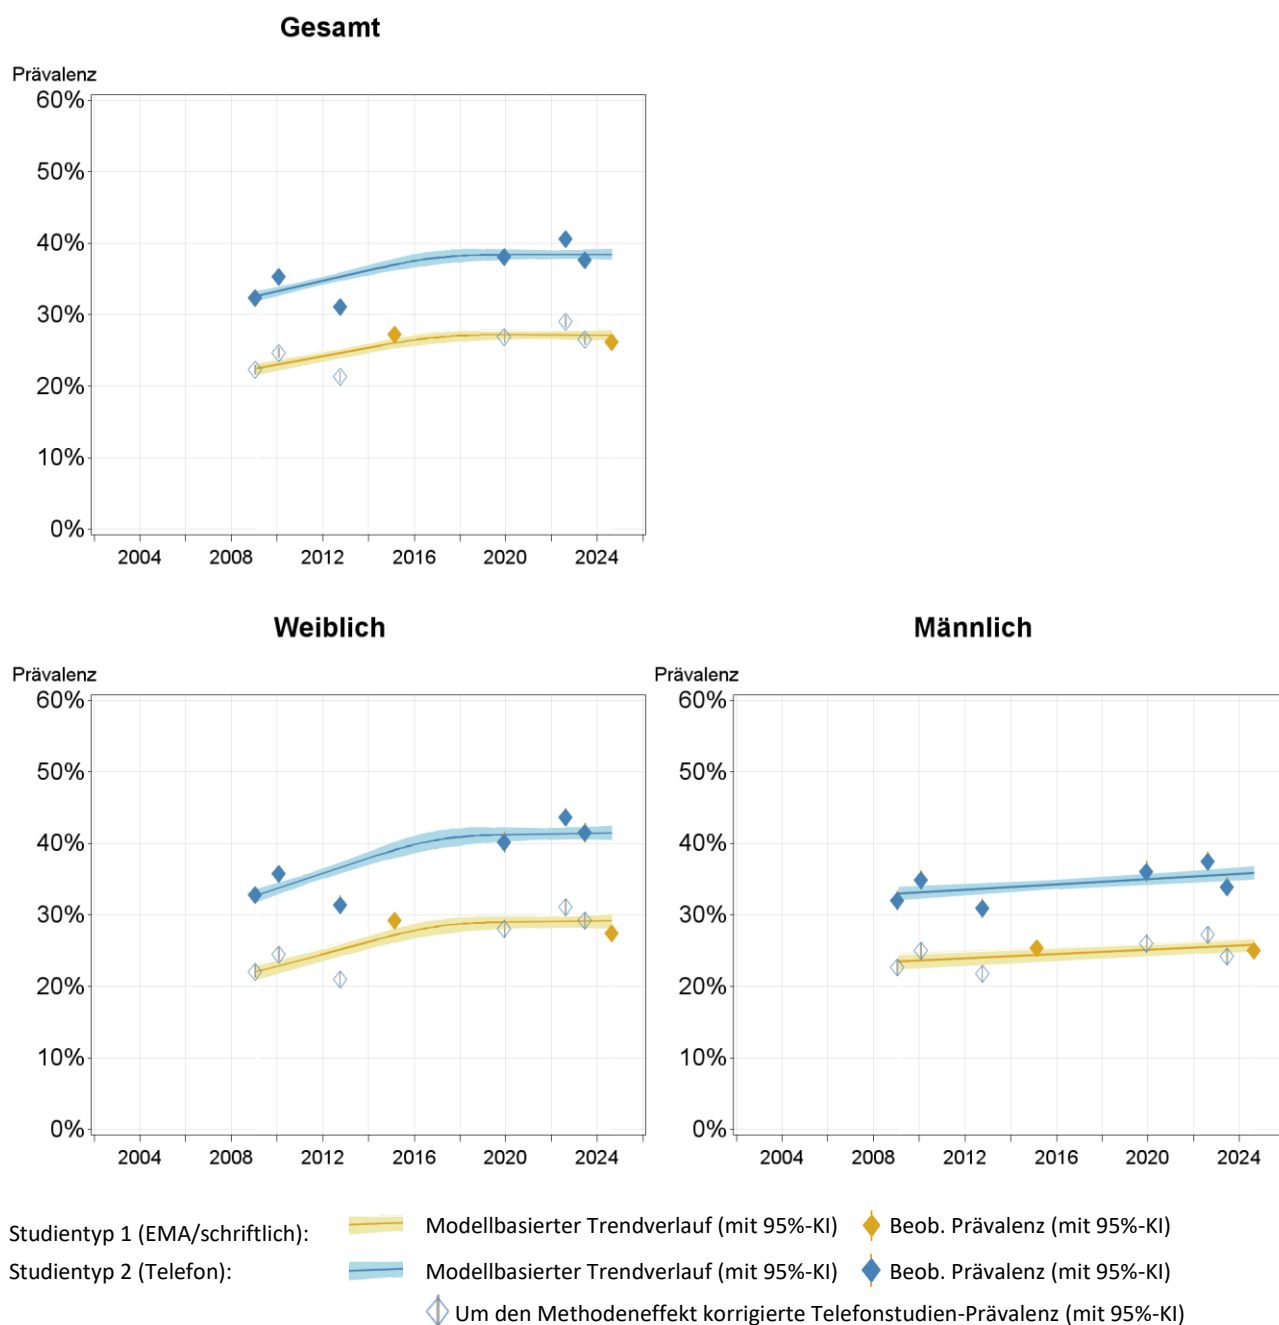 Gesamt
Prävalenz
60%
50%
40%
30%
20%
10%
0%
2004 2008 2012 2016 2020 2024
Weiblich
Prävalenz
60%
50%
40%
30%
20%
10%
0%
2004 2008 2012 2016 2020 2024
Männlich
Prävalenz
60%
50%
40%
30%
20%
10%
0%
2004 2008 2012 2016 2020 2024
Studientyp 1 (EMA/schriftlich): Modellbasierter Trendverlauf (mit 95%-KI) Beob. Prävalenz (mit 95%-KI)
Studientyp 2 (Telefon): Modellbasierter Trendverlauf (mit 95%-KI) Beob. Prävalenz (mit 95%-KI)
Um den Methodeneffekt korrigierte Telefonstudien-Prävalenz (mit 95%-KI)